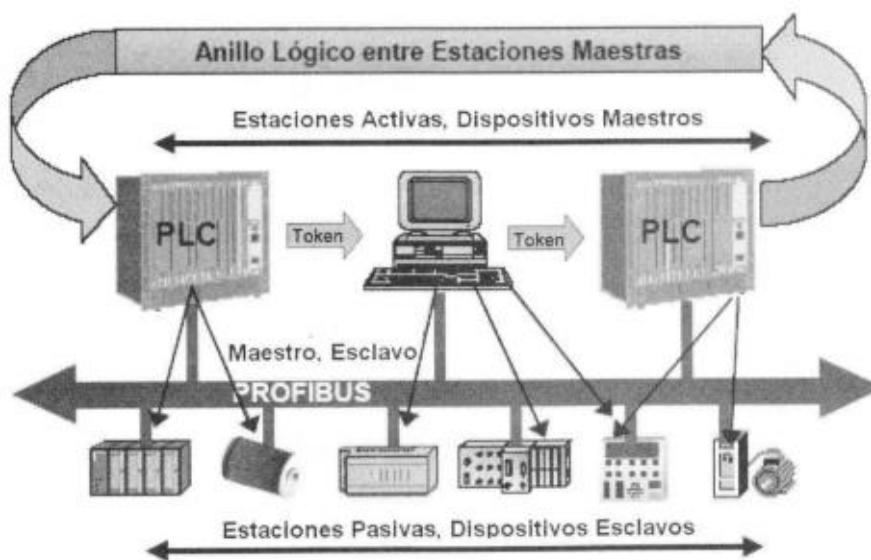 Anillo Lógico entre Estaciones Maestras
Estaciones Activas, Dispositivos Maestros
PLC
Token
Token
PLC
Maestro, Esclavo
PROFIBUS
Estaciones Pasivas, Dispositivos Esclavos